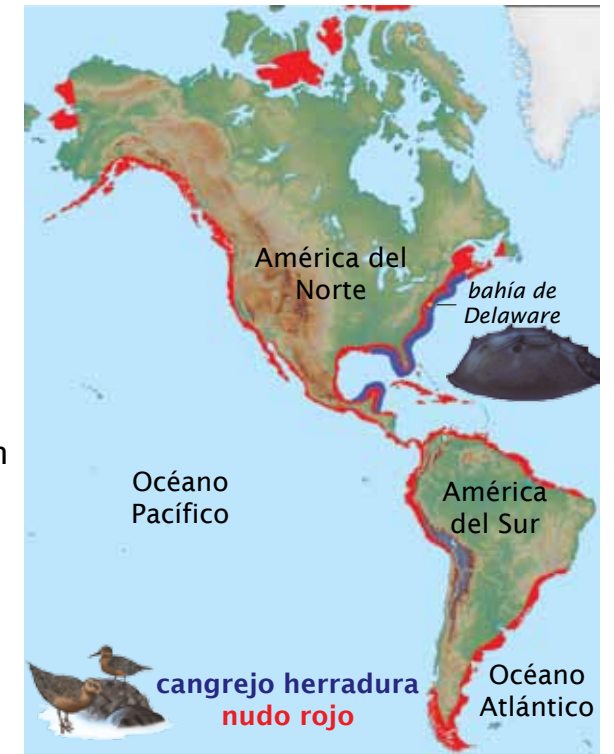 América del
Norte
bahía de
Delaware
n
Océano
Pacífico
América
del Sur
cangrejo herradura
nudo rojo
Océano
Atlántico